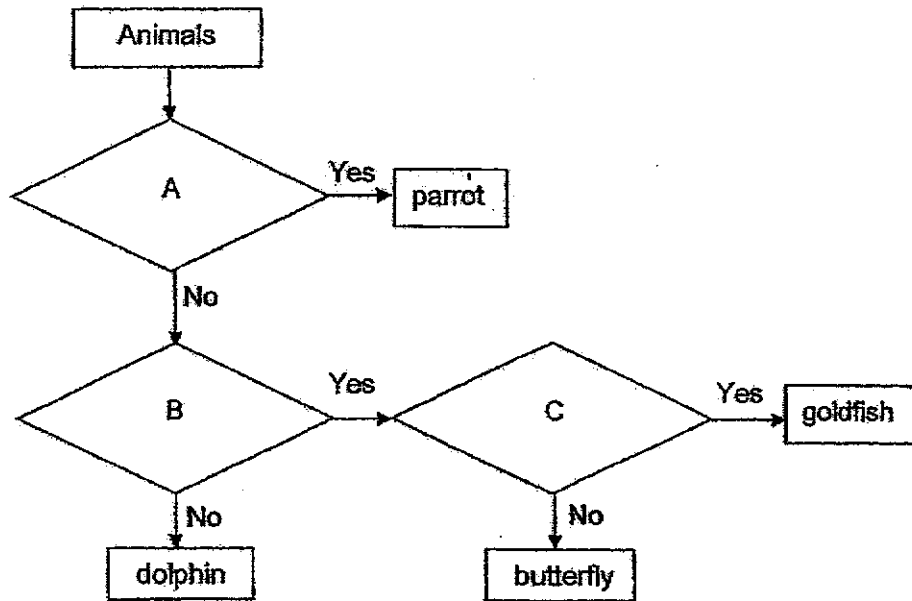 Animals
A
Yes
parrot
No
B
Yes
C
Yes
goldfish
No
No
dolphin
butterfly